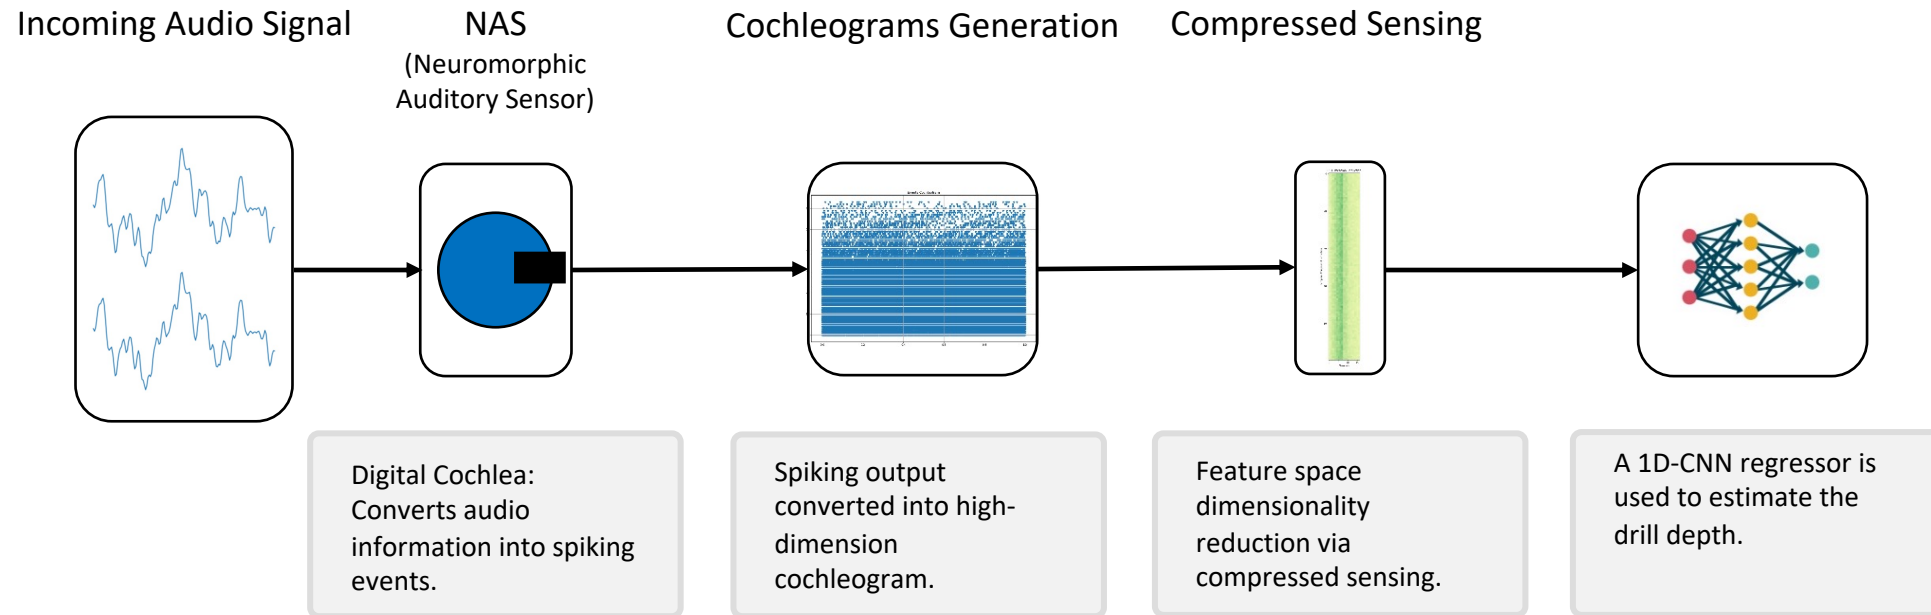 Incoming Audio Signal
NAS
(Neuromorphic
Auditory Sensor)
Cochleograms Generation
Compressed Sensing
Digital Cochlea:
Converts audio
information into spiking
events.
Spiking output
converted into high-
dimension
cochleogram.
Feature space
dimensionality
reduction via
compressed sensing.
A 1D-CNN regressor is
used to estimate the
drill depth.